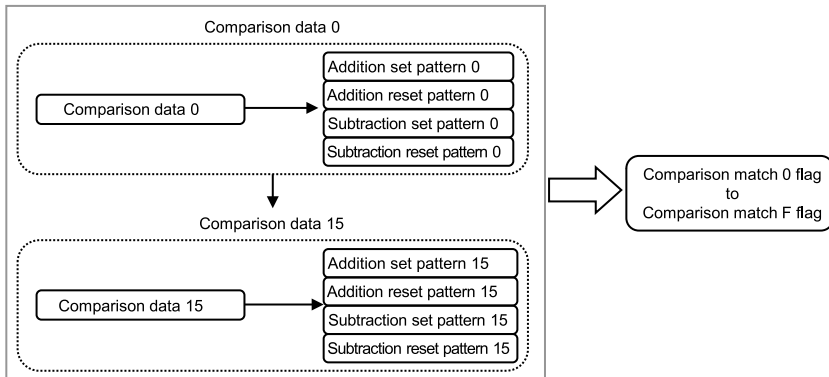 Comparison data 0
Comparison data 0
Addition set pattern 0
Addition reset pattern 0
Subtraction set pattern 0
Subtraction reset pattern 0
Comparison data 15
Comparison data 15
Addition set pattern 15
Addition reset pattern 15
Subtraction set pattern 15
Subtraction reset pattern 15
Comparison match 0 flag
to
Comparison match F flag